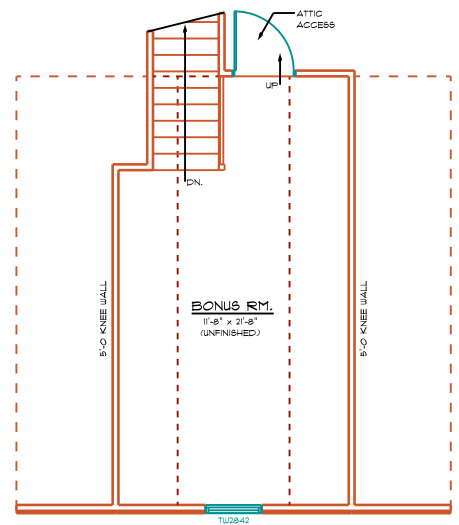 ATTIC
ACCESS
UP
DN.
BONUS RM.
11'-8" x 21'-8"
(UNFINISHED)
5'-0 KNEE WALL
5'-0 KNEE WALL
TW2842